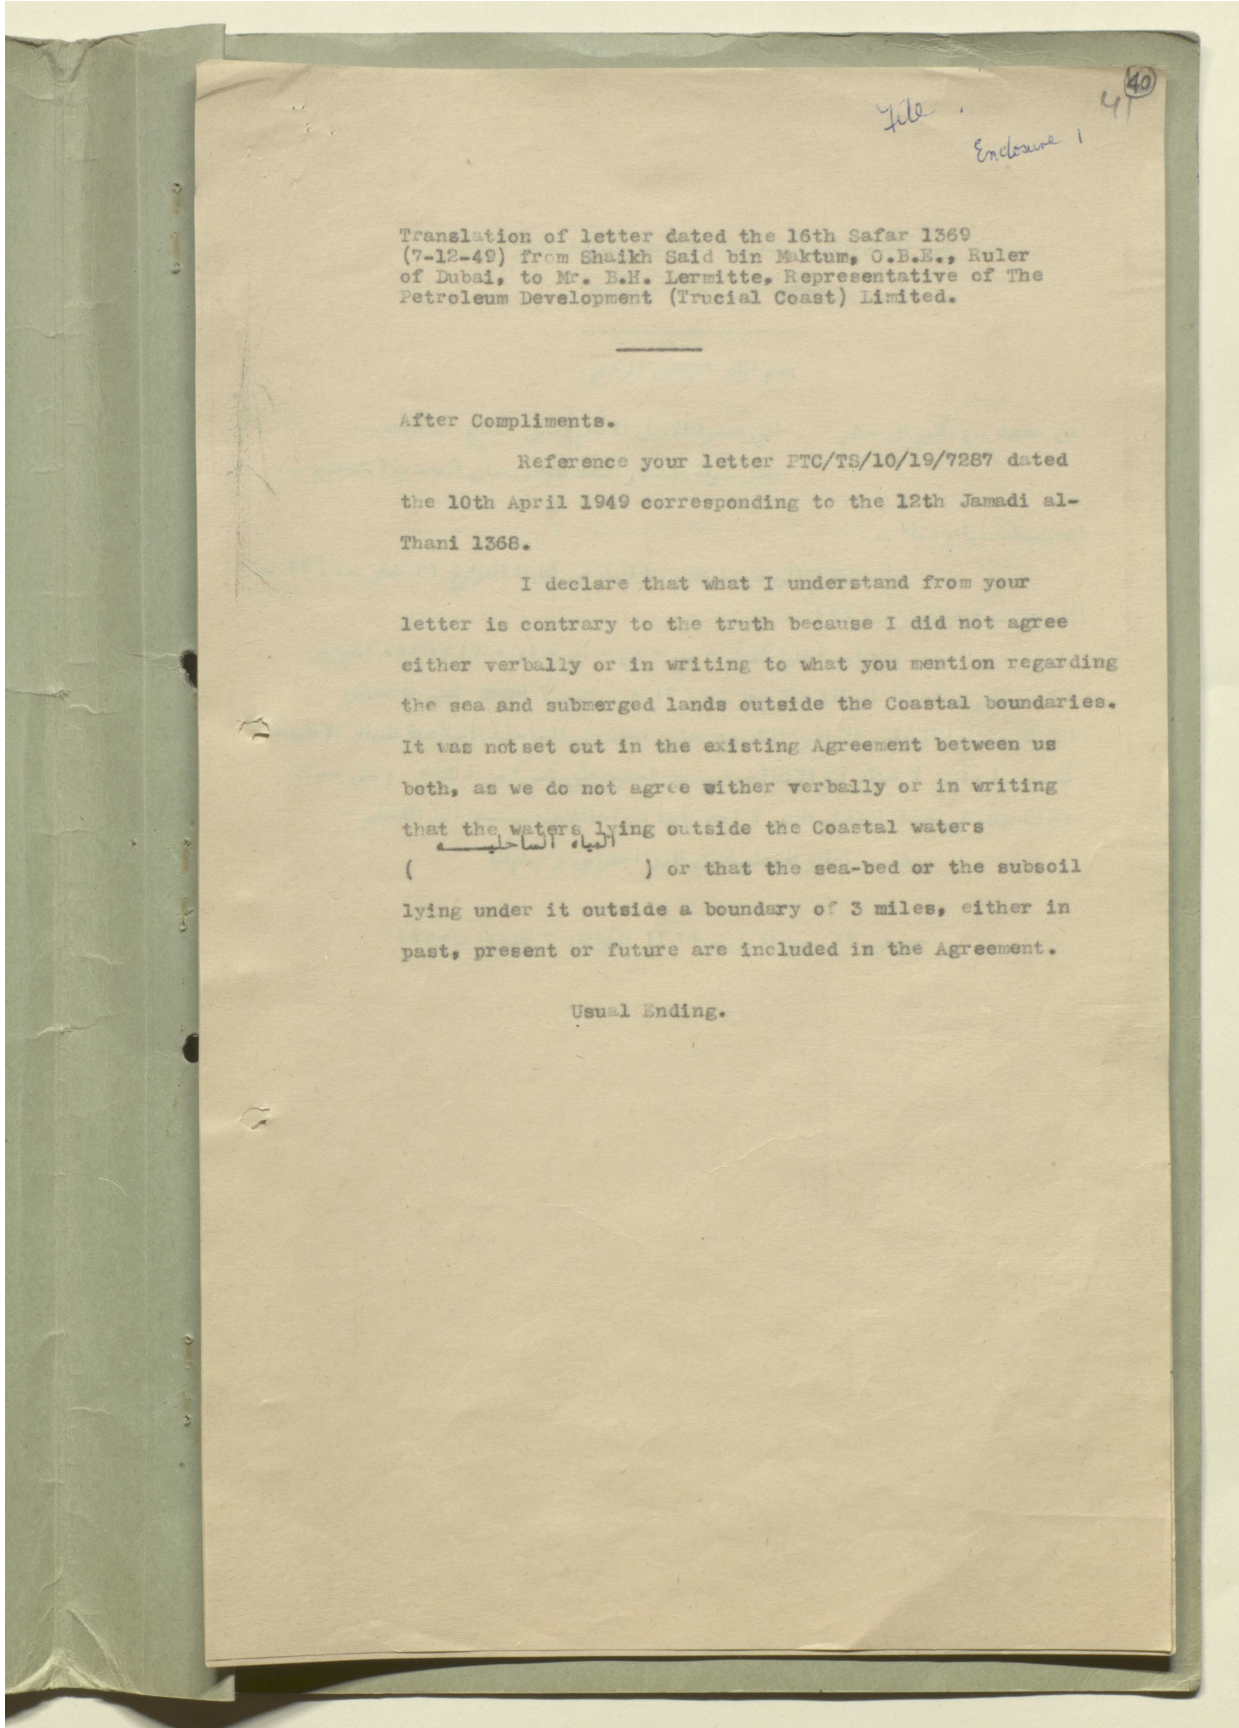 40
41
File.
Enclosure 1
Translation of letter dated the 16th Safar 1369
(7-12-49) from Shaikh Said bin Maktum, O.B.E., Ruler
of Dubai, to Mr. B.H. Lermitte, Representative of The
Petroleum Development (Trucial Coast) Limited.
After Compliments.
Reference your letter PTC/TS/10/19/7287 dated
the 10th April 1949 corresponding to the 12th Jamadi al-
Thani 1368.
I declare that what I understand from your
letter is contrary to the truth because I did not agree
either verbally or in writing to what you mention regarding
the sea and submerged lands outside the Coastal boundaries.
It was not set out in the existing Agreement between us
both, as we do not agree either verbally or in writing
that the waters lying outside the Coastal waters
المياه الساحليـــة
( ) or that the sea-bed or the subsoil
lying under it outside a boundary of 3 miles, either in
past, present or future are included in the Agreement.
Usual Ending.